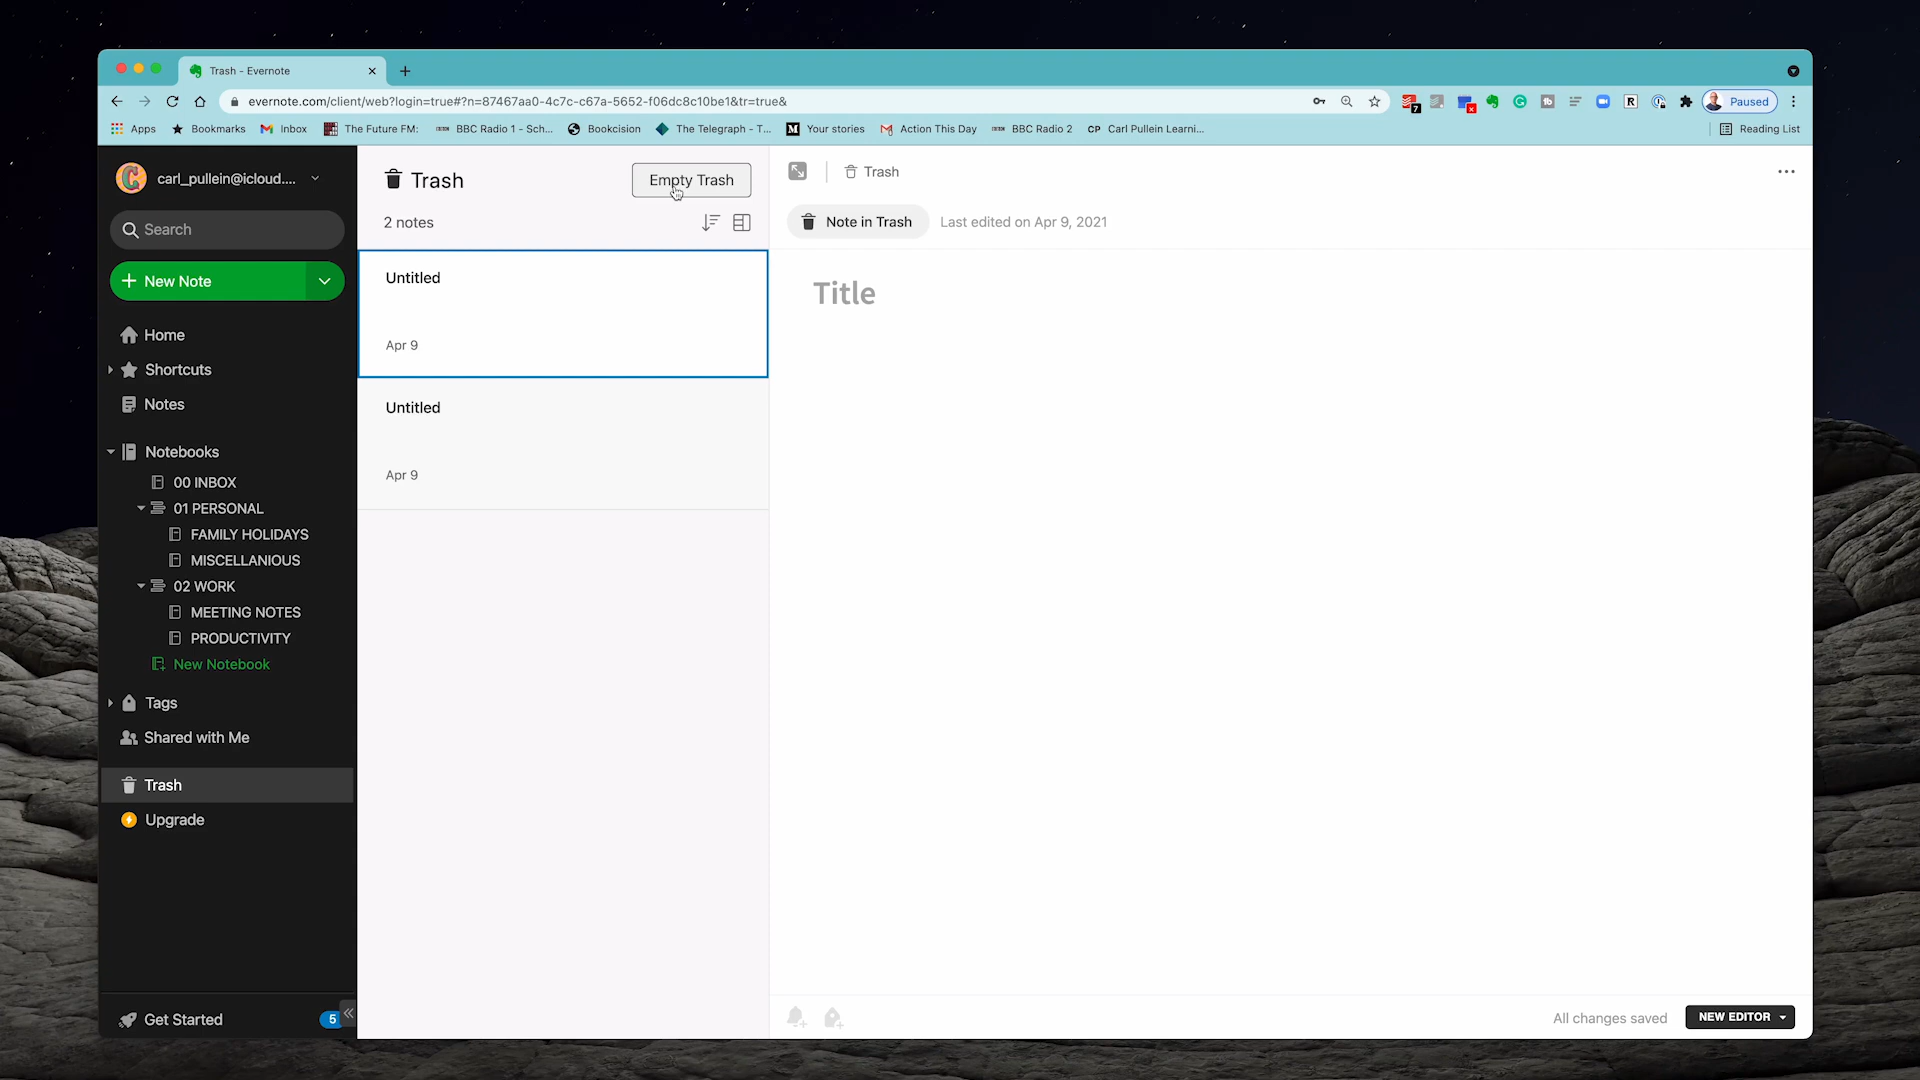 Trash - Evernote
evernote.com/client/web?login=true#?n=87467aa0-4c7c-c67a-5652-f06dc8c10be1&tr=true&
7
R
Paused
Apps
Bookmarks
Inbox
The Future FM:
BBC Radio 1 - Sch...
Bookcision
The Telegraph - T...
Your stories
Action This Day
BBC Radio 2
CP Carl Pullein Learni...
Reading List
C carl_pullein@icloud....
Search
New Note
Home
Shortcuts
Notes
Notebooks
00 INBOX
01 PERSONAL
FAMILY HOLIDAYS
MISCELLANIOUS
02 WORK
MEETING NOTES
PRODUCTIVITY
New Notebook
Tags
Shared with Me
Trash
Upgrade
Get Started
5
Trash
Empty Trash
2 notes
Untitled
Apr 9
Untitled
Apr 9
Trash
Note in Trash
Last edited on Apr 9, 2021
Title
All changes saved
NEW EDITOR